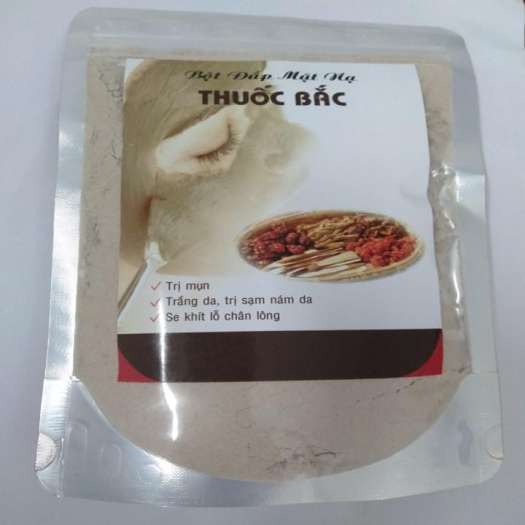 Bột Đắp Mặt Nạ
THUỐC BẮC
Trị mụn
Trắng da, trị sạm nám da
Se khít lỗ chân lông